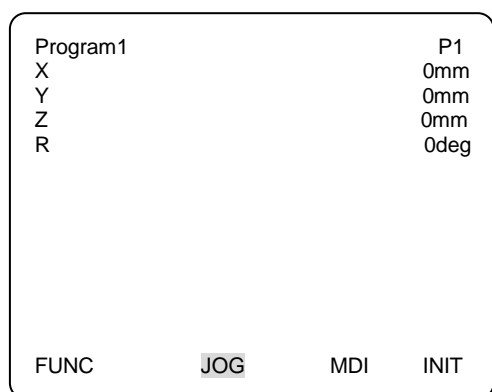 Program1 P1
X 0mm
Y 0mm
Z 0mm
R 0deg
FUNC JOG MDI INIT